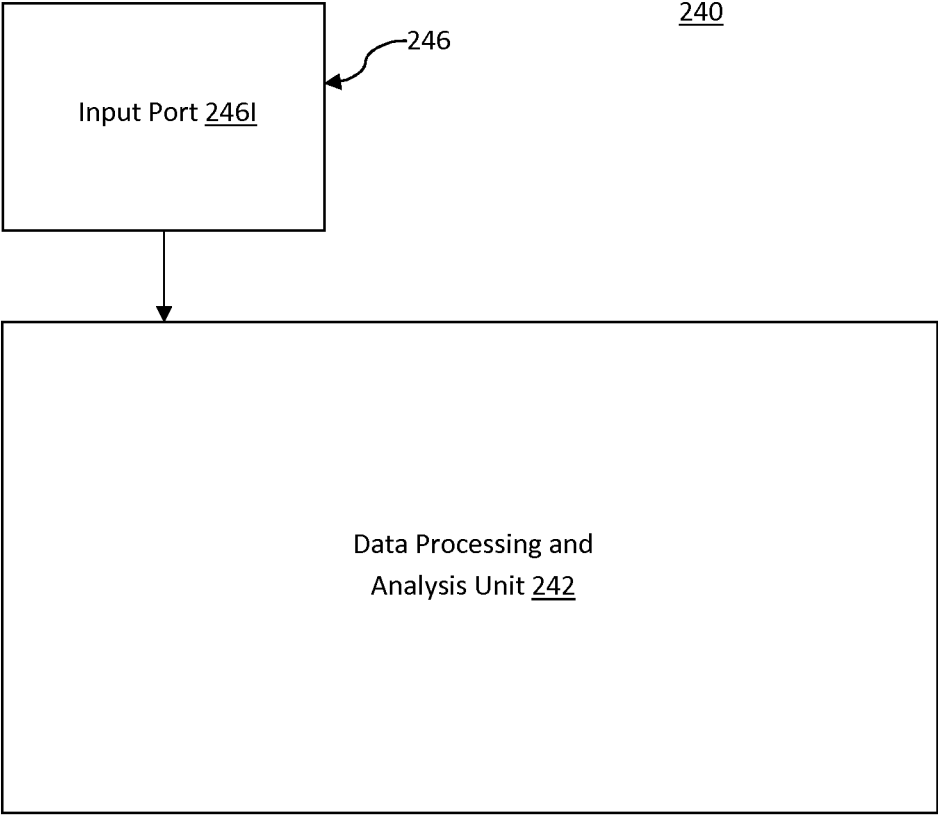 240
246
Input Port 246I
Data Processing and
Analysis Unit 242